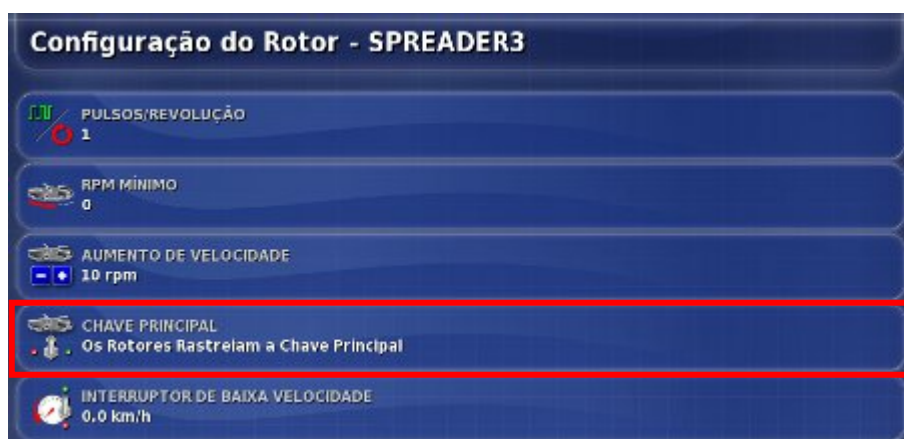 Configuração do Rotor - SPREADER3
PULSOS/REVOLUÇÃO
1
RPM MÍNIMO
0
AUMENTO DE VELOCIDADE
10 rpm
CHAVE PRINCIPAL
Os Rotores Rastreiam a Chave Principal
INTERRUPTOR DE BAIXA VELOCIDADE
0.0 km/h